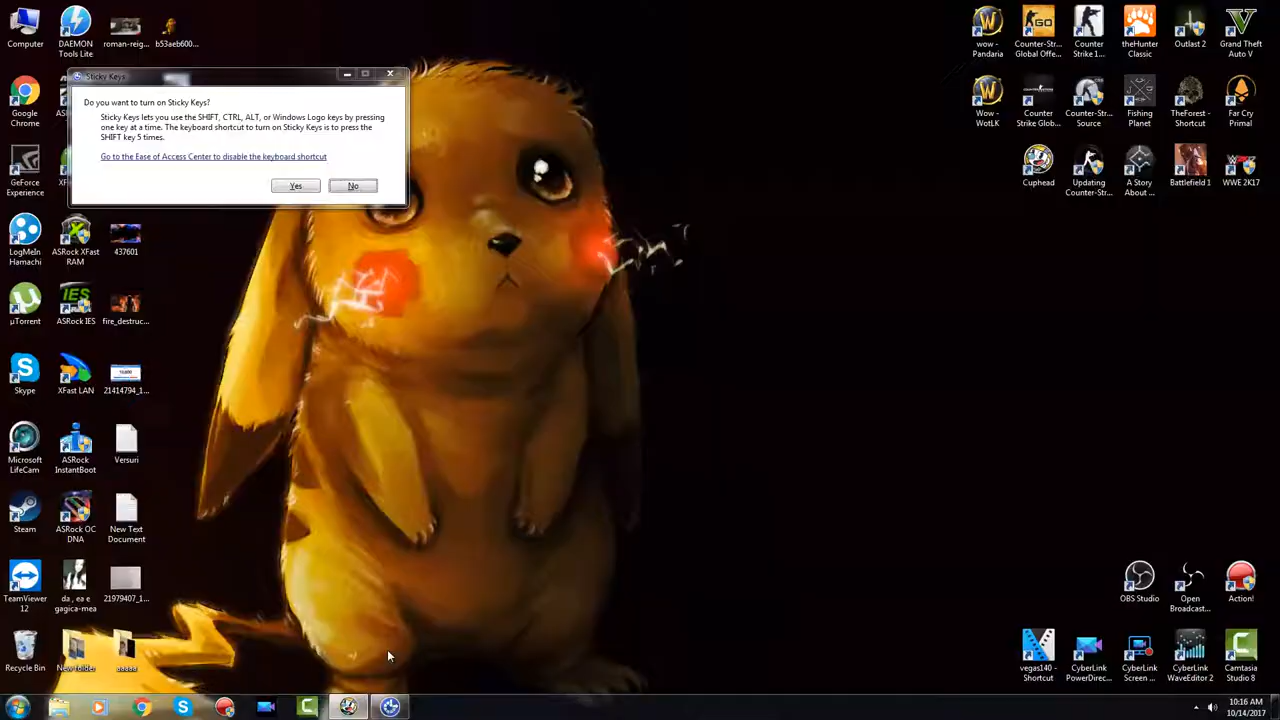 Sticky Keys
Do you want to turn on Sticky Keys?
Sticky Keys lets you use the SHIFT, CTRL, ALT, or Windows Logo keys by pressing
one key at a time. The keyboard shortcut to turn on Sticky Keys is to press the
SHIFT key 5 times.
Go to the Ease of Access Center to disable the keyboard shortcut
Yes
No
Computer
DAEMON
Tools Lite
roman-reig...
b53aeb600...
Google
Chrome
GeForce
Experience
LogMeIn
Hamachi
ASRock XFast
RAM
437601
µTorrent
ASRock IES
fire_destruc...
Skype
XFast LAN
21414794_1...
Microsoft
LifeCam
ASRock
InstantBoot
Versuri
Steam
ASRock OC
DNA
New Text
Document
TeamViewer
12
da , ea e
gagica-mea
21979407_1...
Recycle Bin
New folder
wow -
Pandaria
Counter-Str...
Global Offe...
Counter
Strike 1...
theHunter
Classic
Outlast 2
Grand Theft
Auto V
Wow -
WotLK
Counter
Strike Glob...
Counter-Str...
Source
Fishing
Planet
TheForest -
Shortcut
Far Cry
Primal
Cuphead
Updating
Counter-Str...
A Story
About ...
Battlefield 1
WWE 2K17
OBS Studio
Open
Broadcast...
Action!
vegas140 -
Shortcut
CyberLink
PowerDirec...
CyberLink
Screen ...
CyberLink
WaveEditor 2
Camtasia
Studio 8
10:16 AM
10/14/2017